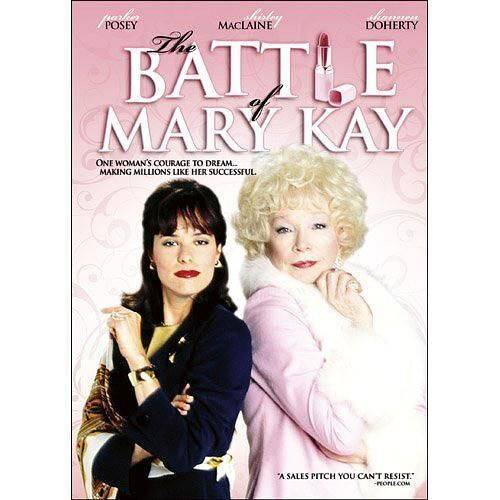 parker shirley shannen
POSEY MACLAINE DOHERTY
The
BATTLE
of
MARY KAY
ONE WOMAN'S COURAGE TO DREAM...
MAKING MILLIONS LIKE HER SUCCESSFUL.
"A SALES PITCH YOU CAN'T RESIST."
-PEOPLE.COM